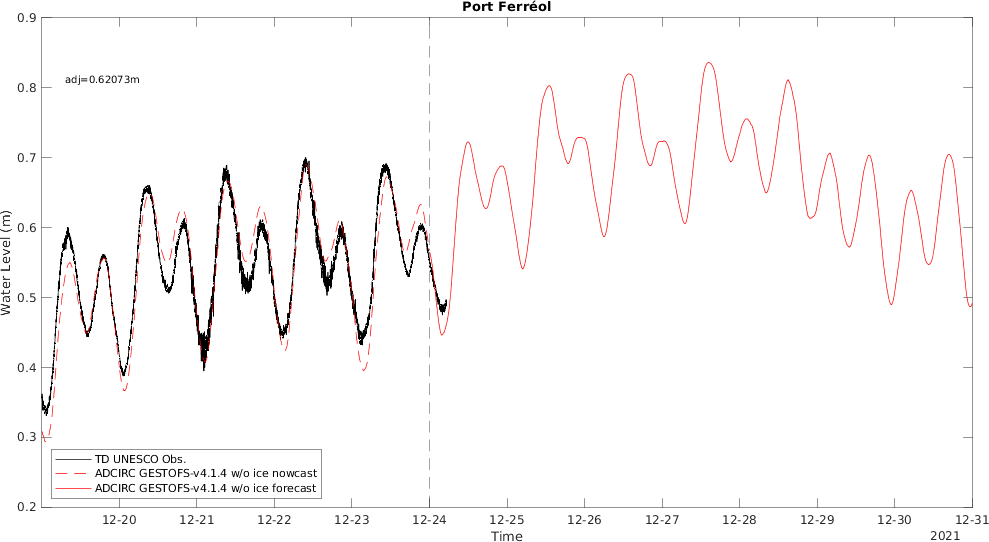 Port Ferréol
0.9
0.8
0.7
0.6
0.5
0.4
0.3
0.2
Water Level (m)
adj=0.62073m
TD UNESCO Obs.
ADCIRC GESTOFS-v4.1.4 w/o ice nowcast
ADCIRC GESTOFS-v4.1.4 w/o ice forecast
12-20 12-21 12-22 12-23 12-24 12-25 12-26 12-27 12-28 12-29 12-30 12-31
Time
2021